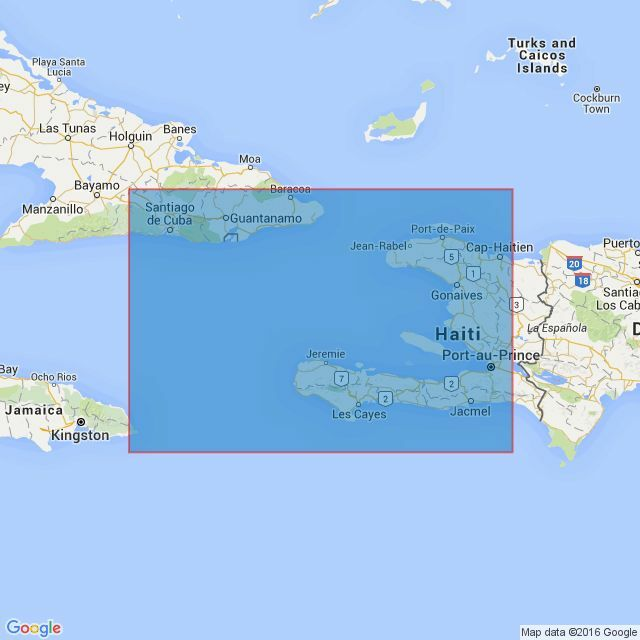 Turks and
Caicos
Islands
Playa Santa
Lucia
ey
Cockburn
Town
Las Tunas
Holguin
Banes
Moa
Bayamo
Baracoa
Manzanillo
Santiago
de Cuba
Guantanamo
Port-de-Paix
Jean-Rabel
Cap-Haitien
Puerto
5
20
1
18
Santia
Gonaives
3
Los Cab
La Española
D
Haiti
Jeremie
Port-au-Prince
Bay
7
2
Ocho Rios
2
Jamaica
Les Cayes
Jacmel
Kingston
Google
Map data ©2016 Google